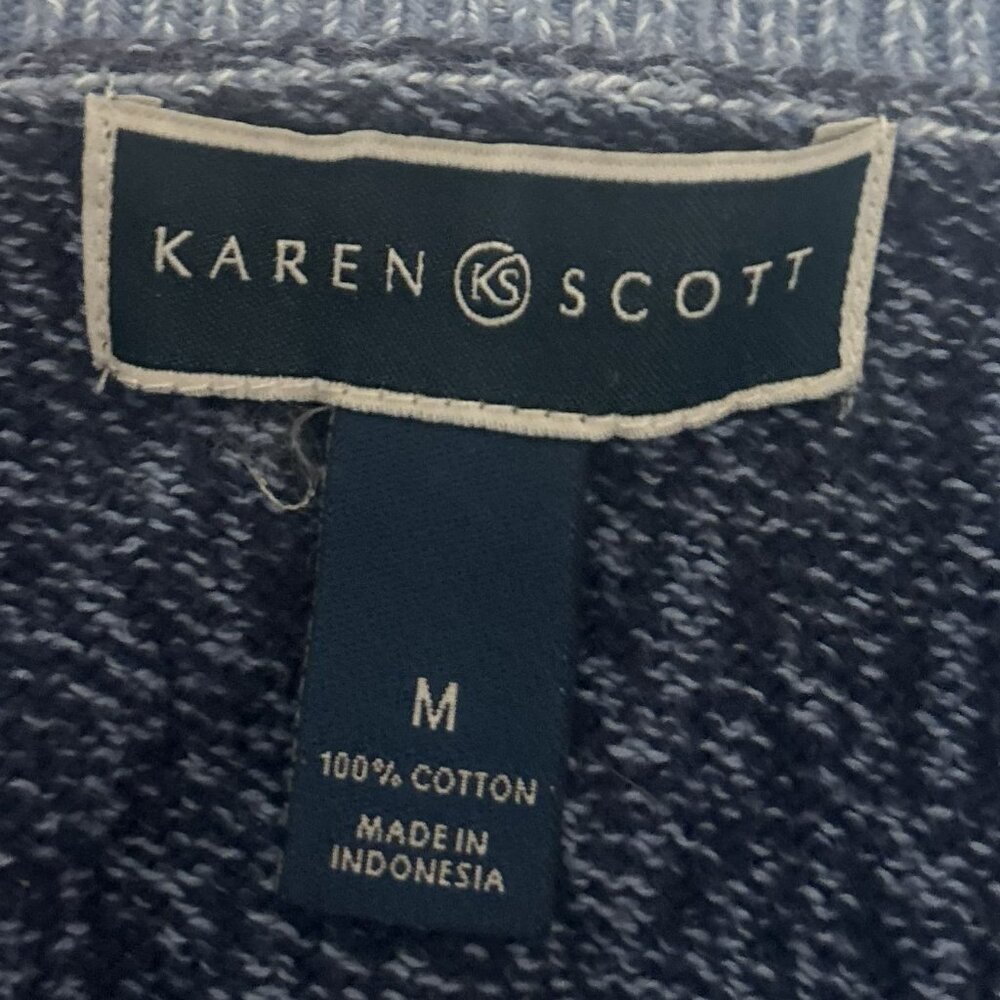 KAREN KS SCOTT
M
100% COTTON
MADE IN
INDONESIA